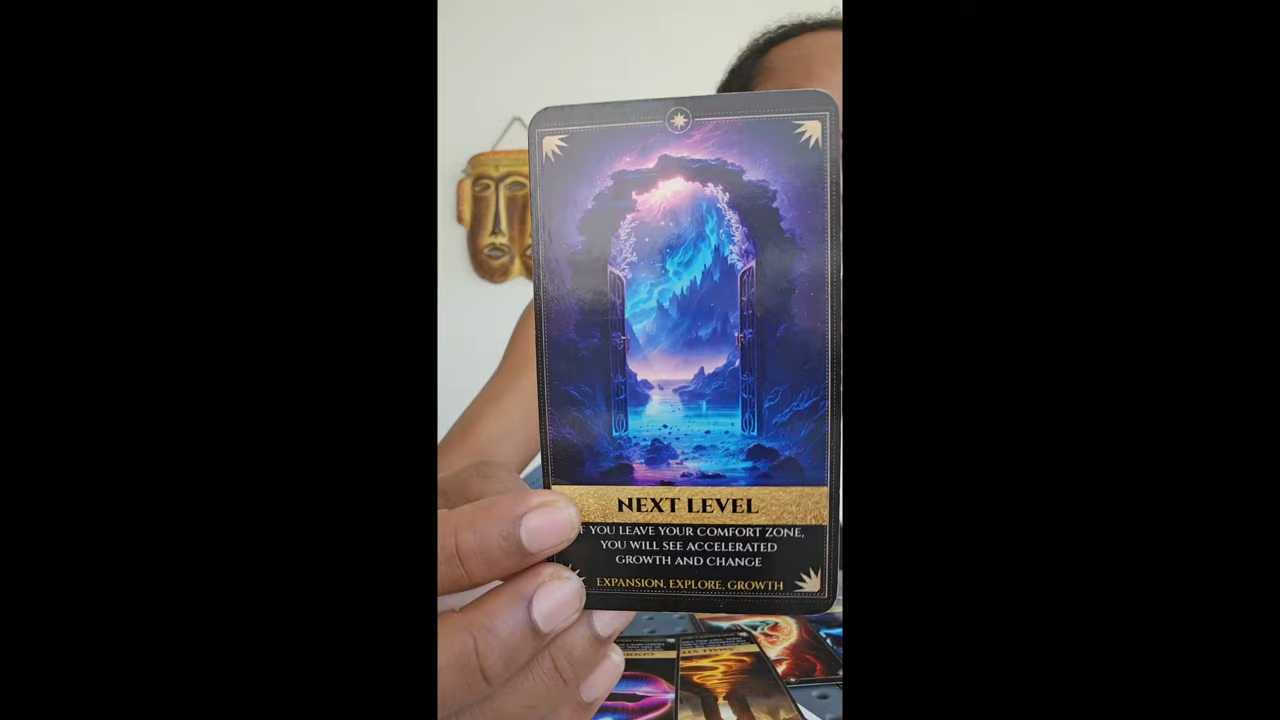 NEXT LEVEL
F YOU LEAVE YOUR COMFORT ZONE,
YOU WILL SEE ACCELERATED
GROWTH AND CHANGE
EXPANSION, EXPLORE, GROWTH